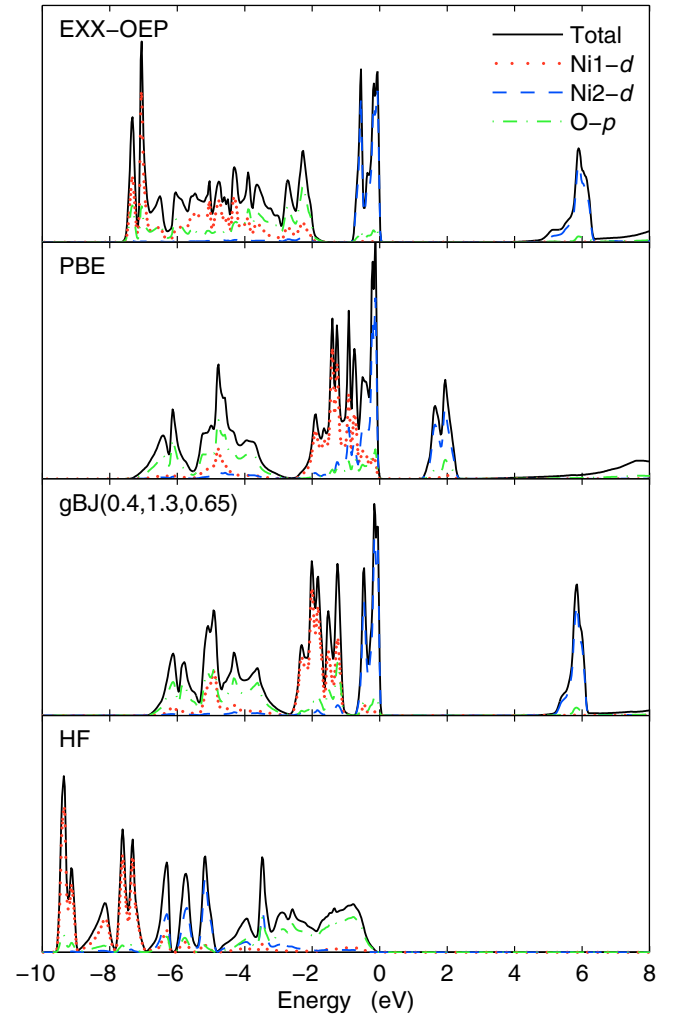 EXX−OEP
Total
Ni1−d
Ni2−d
O−p
PBE
gBJ(0.4,1.3,0.65)
HF
−10 −8 −6 −4 −2 0 2 4 6 8
Energy (eV)